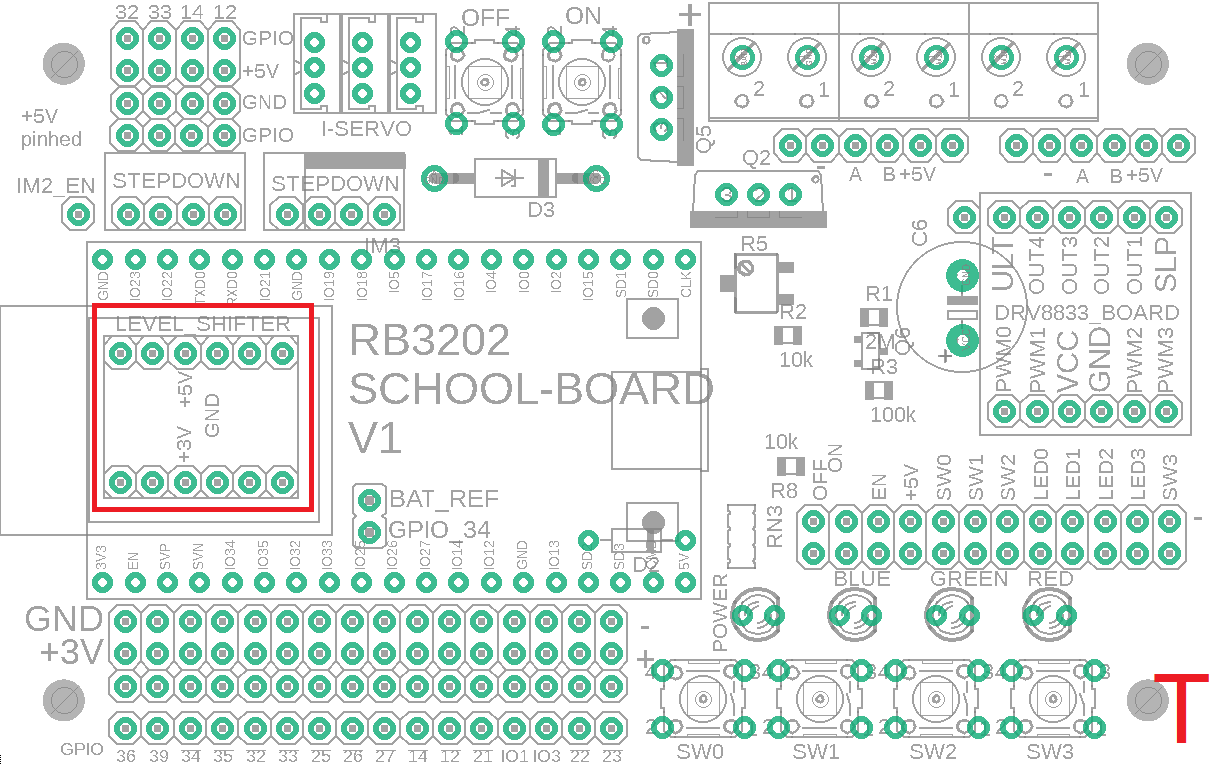 32 33 14 12
GPIO
+5V
GND
GPIO
+5V
pinhed
I-SERVO
OFF
ON
+
Q5
2 1 2 1 2 1
Q2
- A B +5V
- A B +5V
IM2_EN
STEPDOWN
STEPDOWN
IM3
D3
3 2 1
GND IO23 IO22 TXD0 RXD0 IO21 GND IO19 IO18 IO5 IO17 IO16 IO4 IO0 IO2 IO15 SD1 SD0 CLK
LEVEL_SHIFTER
+5V
GND
+3V
RB3202
SCHOOL-BOARD
V1
BAT_REF
GPIO_34
R5
R2
10k
R1
2M
Q6
R3
100k
C6
+
ULT OUT4 OUT3 OUT2 OUT1 SLP
DRV8833_BOARD
PWM0 PWM1 VCC GND PWM2 PWM3
10k
R8
RN3
OFF ON EN +5V SW0 SW1 SW2 LED0 LED1 LED2 LED3 SW3
-
3V3 EN SVP SVN IO34 IO35 IO32 IO33 IO25 IO26 IO27 IO14 IO12 GND IO13 SD3 5V
BLUE GREEN RED
POWER
GND
+3V
-
+
GPIO
36 39 34 35 32 33 25 26 27 14 12 21 IO1 IO3 22 23
SW0 SW1 SW2 SW3
T